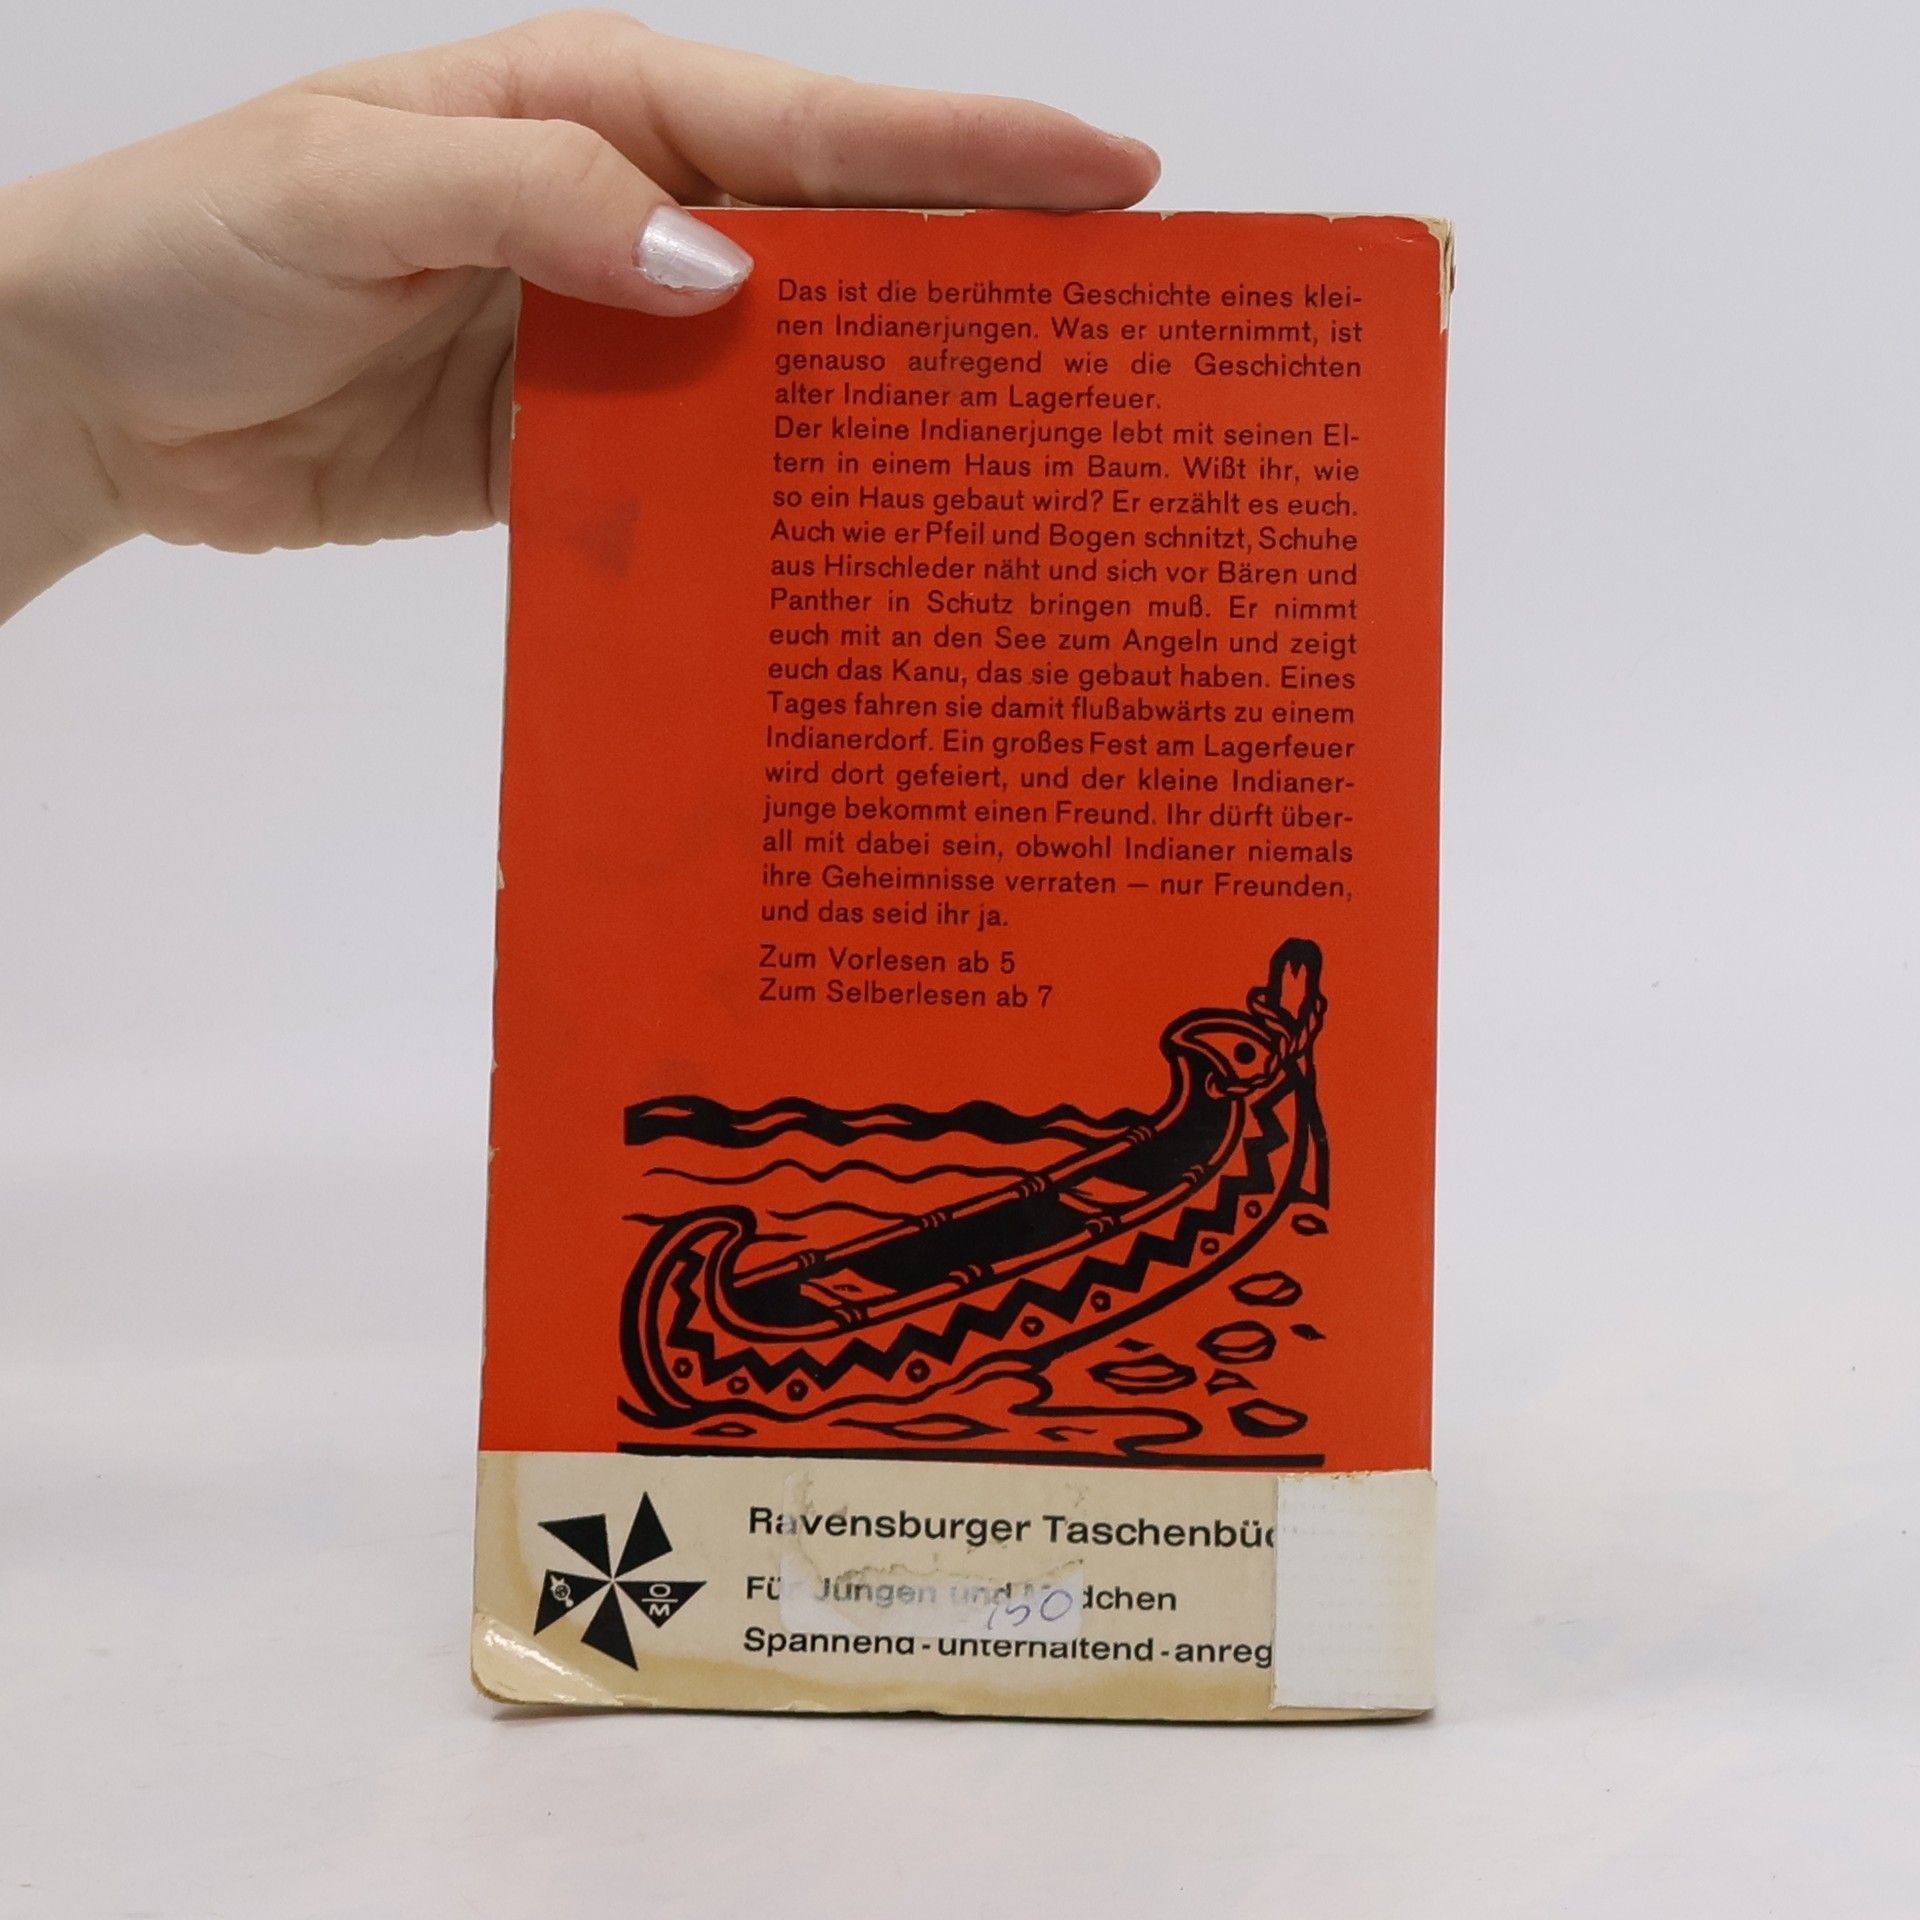 Das ist die berühmte Geschichte eines klei-
nen Indianerjungen. Was er unternimmt, ist
genauso aufregend wie die Geschichten
alter Indianer am Lagerfeuer.
Der kleine Indianerjunge lebt mit seinen El-
tern in einem Haus im Baum. Wißt ihr, wie
so ein Haus gebaut wird? Er erzählt es euch.
Auch wie er Pfeil und Bogen schnitzt, Schuhe
aus Hirschleder näht und sich vor Bären und
Panther in Schutz bringen muß. Er nimmt
euch mit an den See zum Angeln und zeigt
euch das Kanu, das sie gebaut haben. Eines
Tages fahren sie damit flußabwärts zu einem
Indianerdorf. Ein großes Fest am Lagerfeuer
wird dort gefeiert, und der kleine Indianer-
junge bekommt einen Freund. Ihr dürft über-
all mit dabei sein, obwohl Indianer niemals
ihre Geheimnisse verraten — nur Freunden,
und das seid ihr ja.
Zum Vorlesen ab 5
Zum Selberlesen ab 7
Ravensburger Taschenbüc
Für Jungen und Mädchen
Spannend - unterhaltend - anreg
O
M